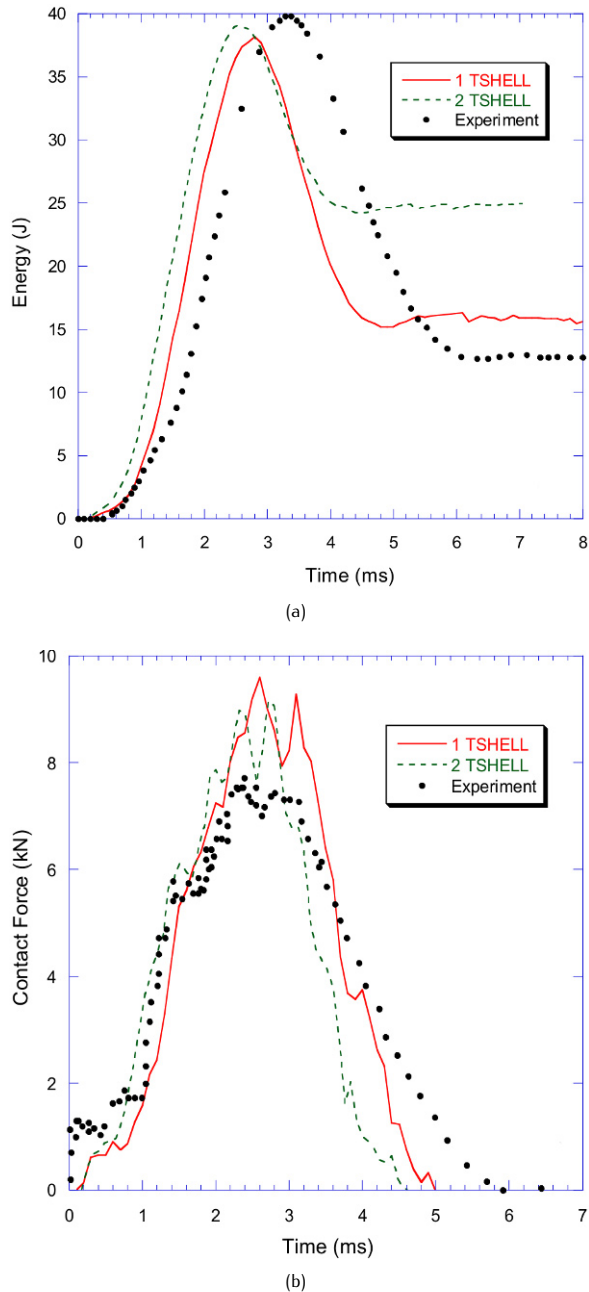 40
35
30
25
20
15
10
5
0
Energy (J)
1 TSHELL
2 TSHELL
Experiment
0 1 2 3 4 5 6 7 8
Time (ms)
(a)
10
8
6
4
2
0
Contact Force (kN)
1 TSHELL
2 TSHELL
Experiment
0 1 2 3 4 5 6 7
Time (ms)
(b)